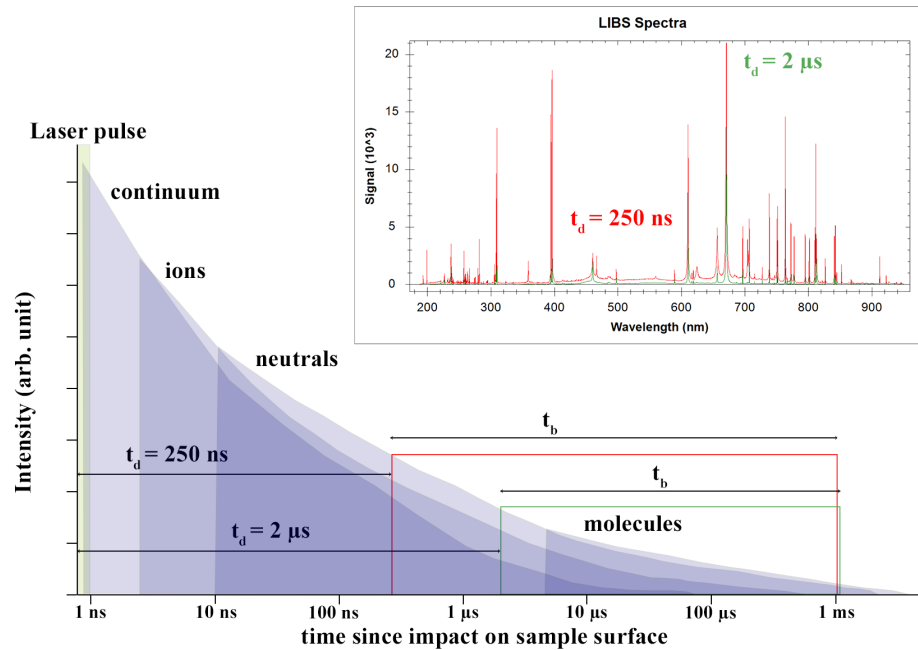 LIBS Spectra
20
15
10
5
0
Signal (10^3)
t_d = 2 µs
t_d = 250 ns
200 300 400 500 600 700 800 900
Wavelength (nm)
Laser pulse
continuum
ions
neutrals
molecules
t_b
t_d = 250 ns
t_b
t_d = 2 µs
Intensity (arb. unit)
1 ns 10 ns 100 ns 1 µs 10 µs 100 µs 1 ms
time since impact on sample surface